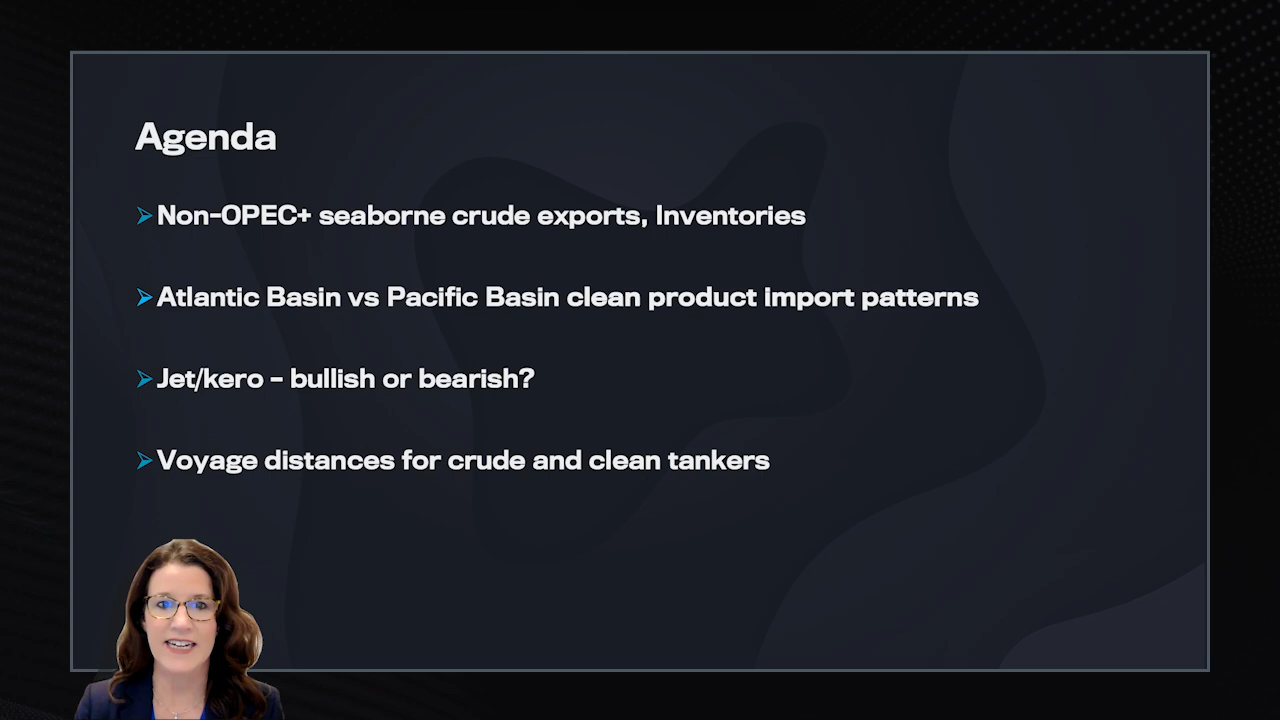 Agenda
➢Non-OPEC+ seaborne crude exports, Inventories
➢Atlantic Basin vs Pacific Basin clean product import patterns
➢Jet/kero – bullish or bearish?
➢Voyage distances for crude and clean tankers